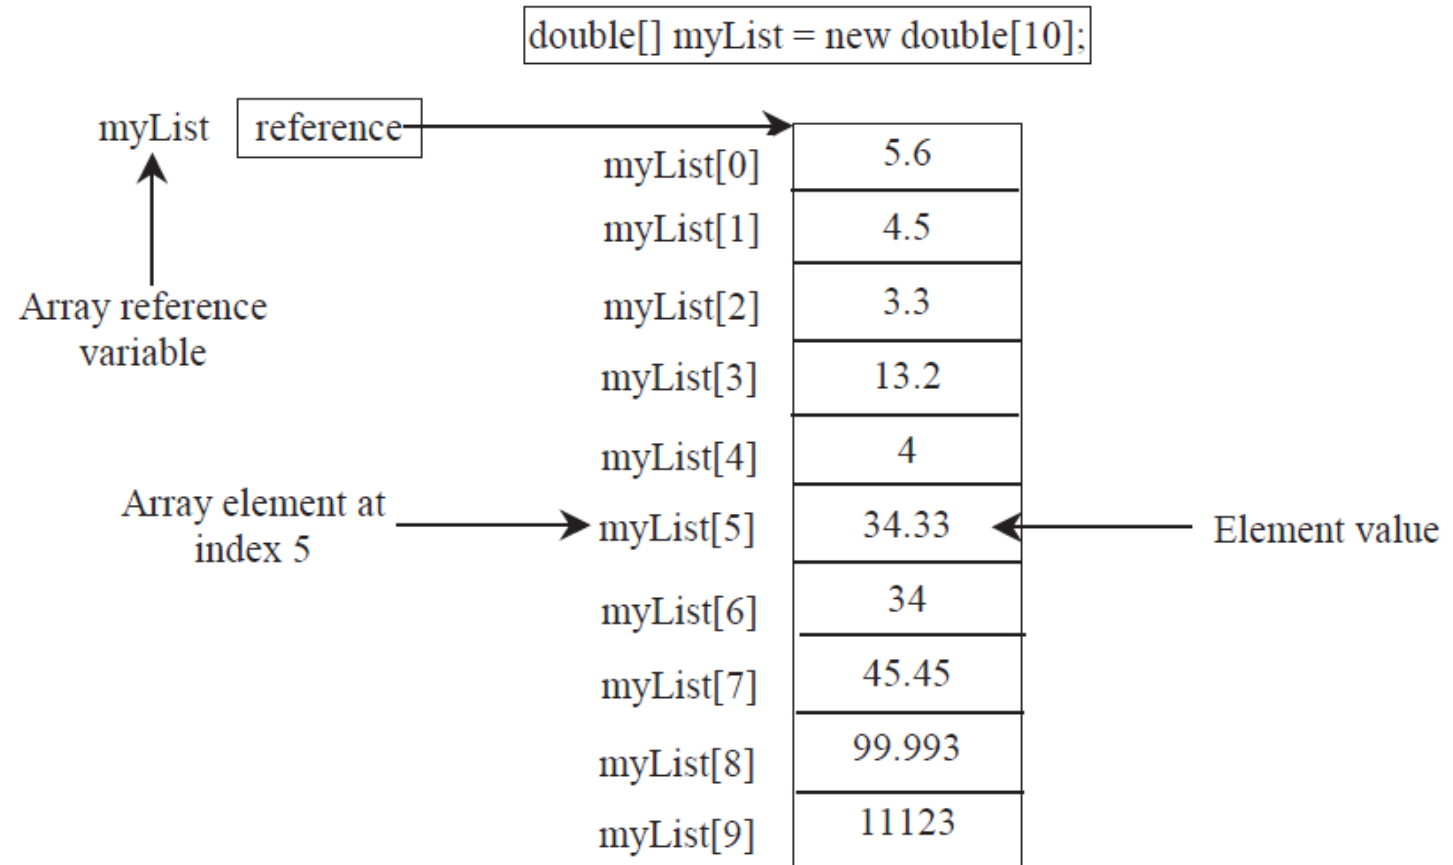 double[] myList = new double[10];
myList reference
myList[0] 5.6
myList[1] 4.5
Array reference
variable
myList[2] 3.3
myList[3] 13.2
myList[4] 4
Array element at
index 5
myList[5] 34.33 Element value
myList[6] 34
myList[7] 45.45
myList[8] 99.993
myList[9] 11123